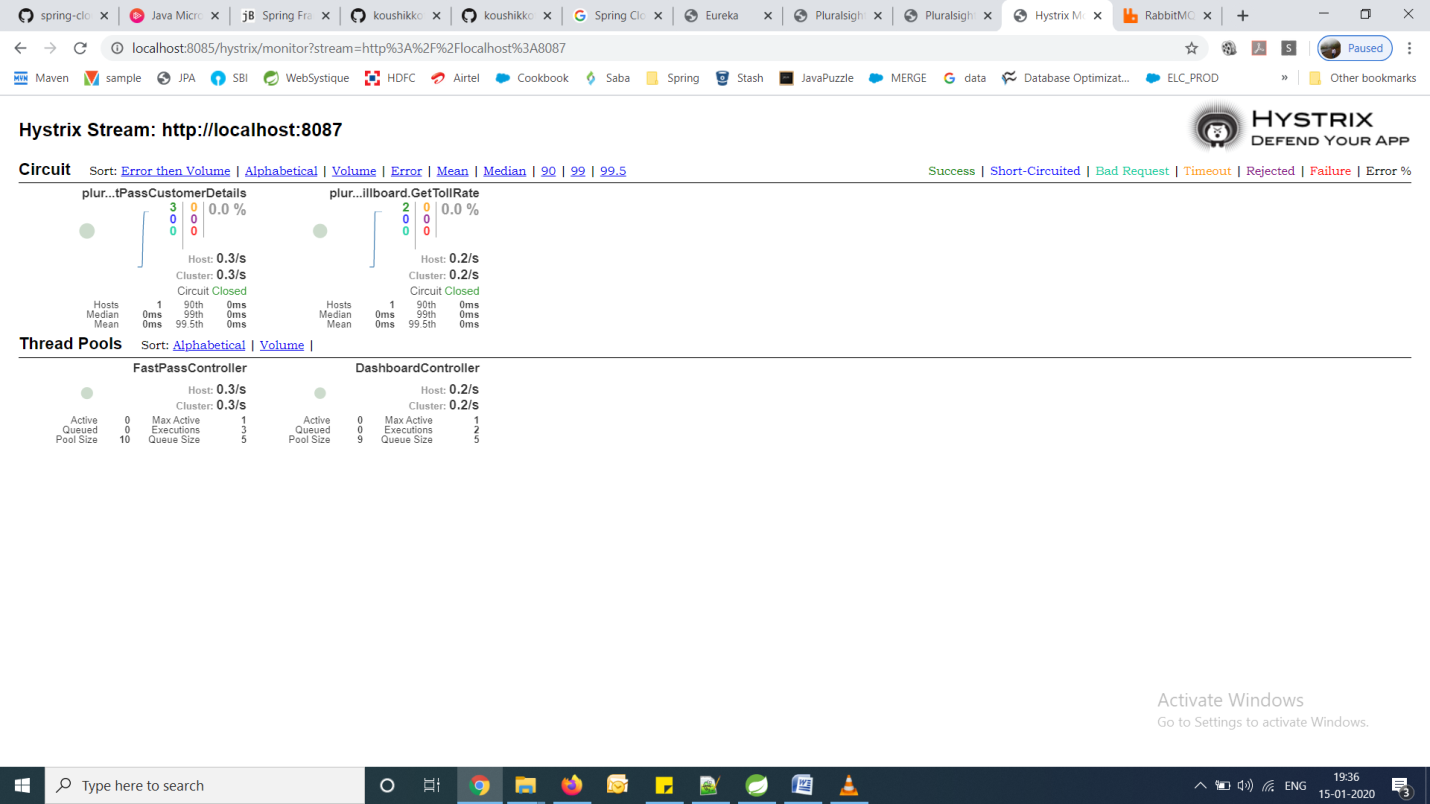 spring-clo
Java Micro
Spring Fra
koushikko
koushikko
Spring Clo
Eureka
Pluralsight
Pluralsight
Hystrix Mo
RabbitMQ
localhost:8085/hystrix/monitor?stream=http%3A%2F%2Flocalhost%3A8087
Paused
Maven sample JPA SBI WebSystique HDFC Airtel Cookbook Saba Spring Stash JavaPuzzle MERGE data Database Optimizat... ELC_PROD » Other bookmarks
Hystrix Stream: http://localhost:8087
HYSTRIX
DEFEND YOUR APP
Circuit Sort: Error then Volume | Alphabetical | Volume | Error | Mean | Median | 90 | 99 | 99.5
Success | Short-Circuited | Bad Request | Timeout | Rejected | Failure | Error %
plur...tPassCustomerDetails
3 0 0.0 %
0 0
0 0
Host: 0.3/s
Cluster: 0.3/s
Circuit Closed
Hosts 1 90th 0ms
Median 0ms 99th 0ms
Mean 0ms 99.5th 0ms
plur...illboard.GetTollRate
2 0 0.0 %
0 0
0 0
Host: 0.2/s
Cluster: 0.2/s
Circuit Closed
Hosts 1 90th 0ms
Median 0ms 99th 0ms
Mean 0ms 99.5th 0ms
Thread Pools Sort: Alphabetical | Volume |
FastPassController
Host: 0.3/s
Cluster: 0.3/s
Active 0 Max Active 1
Queued 0 Executions 3
Pool Size 10 Queue Size 5
DashboardController
Host: 0.2/s
Cluster: 0.2/s
Active 0 Max Active 1
Queued 0 Executions 2
Pool Size 9 Queue Size 5
Activate Windows
Go to Settings to activate Windows.
Type here to search
ENG
19:36
15-01-2020
3